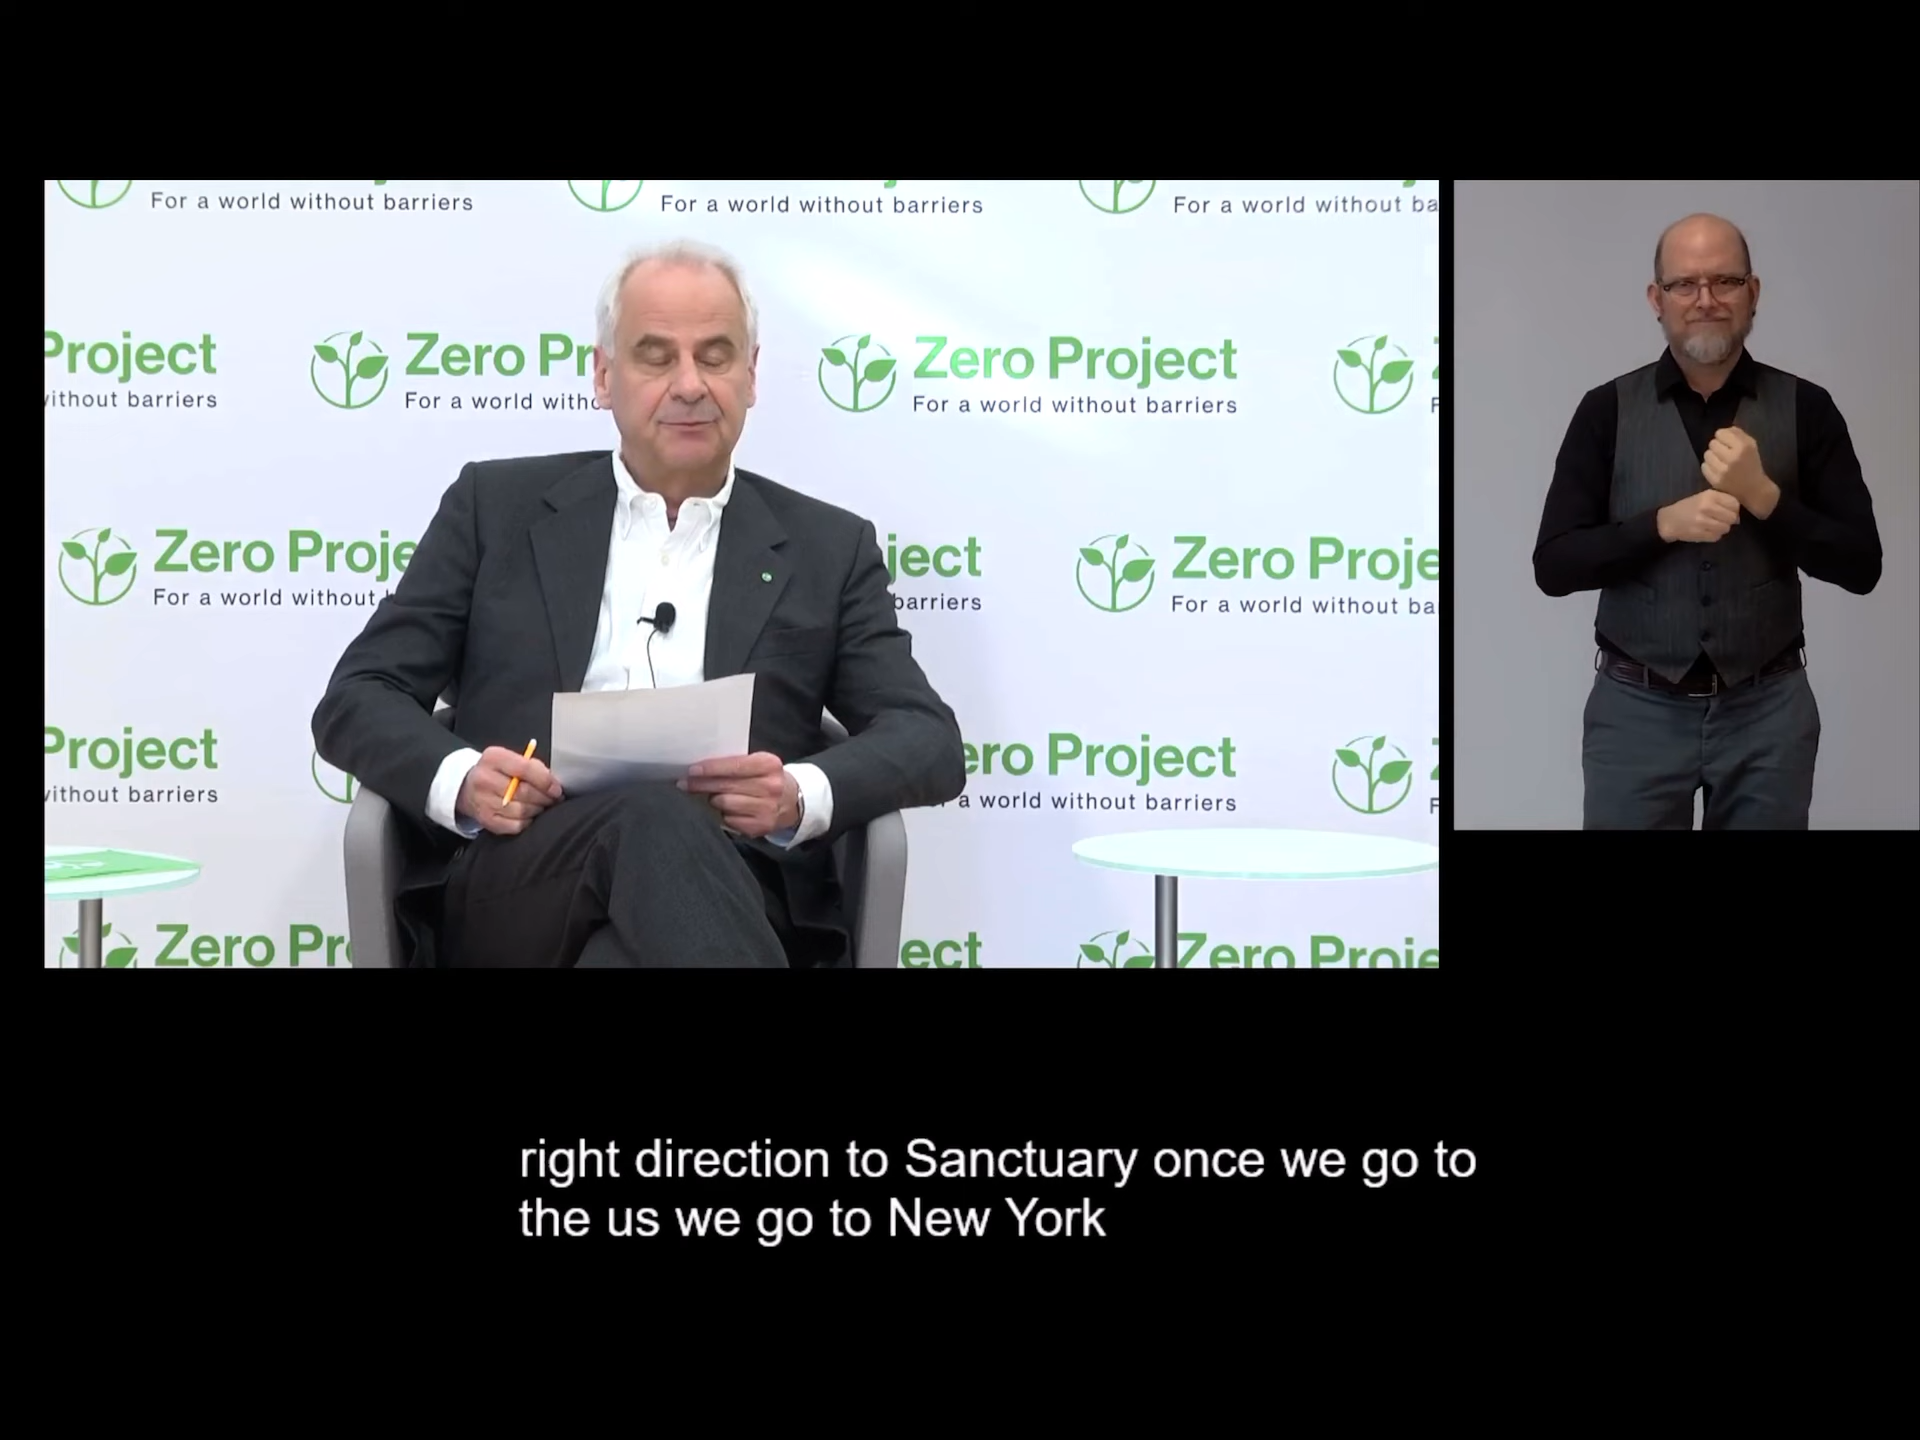 For a world without barriers
For a world without barriers
For a world without ba
Project
without barriers
Zero Pr
For a world witho
Zero Project
For a world without barriers
Zero Proje
For a world without
ject
barriers
Zero Proje
For a world without ba
Project
without barriers
ero Project
a world without barriers
Zero Pr
ect
Zero Proje
right direction to Sanctuary once we go to
the us we go to New York